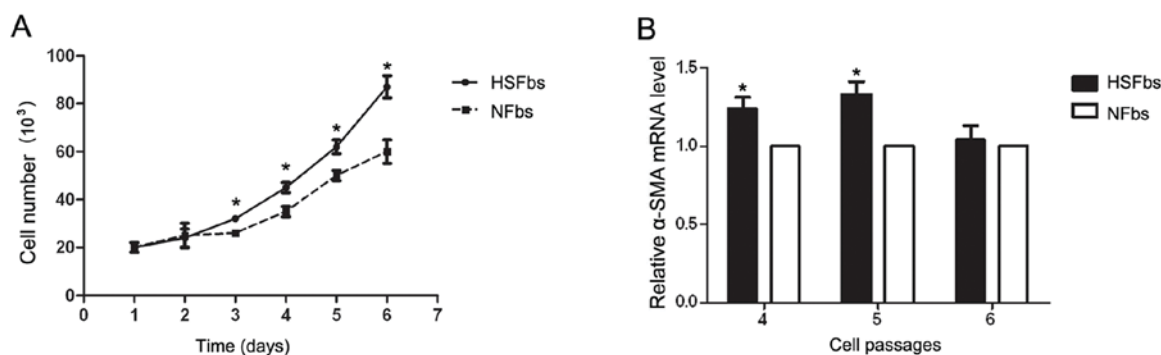 A
Cell number (10³)
100
80
60
40
20
0
*
*
*
*
0 1 2 3 4 5 6 7
Time (days)
HSFbs
NFbs
B
Relative α-SMA mRNA level
1.5
1.0
0.5
0.0
*
*
4 5 6
Cell passages
HSFbs
NFbs